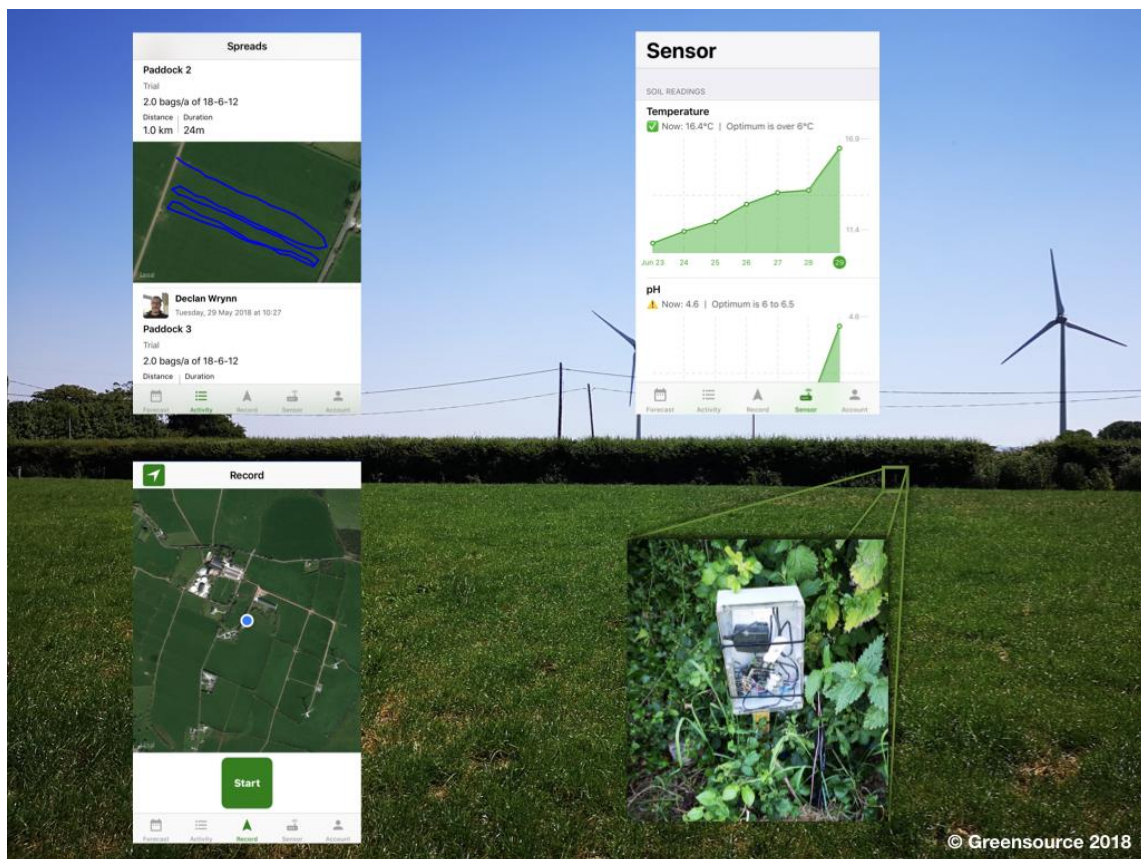 Spreads
Paddock 2
Trial
2.0 bags/a of 18-6-12
Distance Duration
1.0 km 24m
Legal
Declan Wrynn
Tuesday, 29 May 2018 at 10:27
Paddock 3
Trial
2.0 bags/a of 18-6-12
Distance Duration
Forecast Activity Record Sensor Account
Sensor
SOIL READINGS
Temperature
Now: 16.4°C | Optimum is over 6°C
16.9
11.4
Jun 23 24 25 26 27 28 29
pH
Now: 4.6 | Optimum is 6 to 6.5
4.6
Forecast Activity Record Sensor Account
Record
Start
Forecast Activity Record Sensor Account
© Greensource 2018